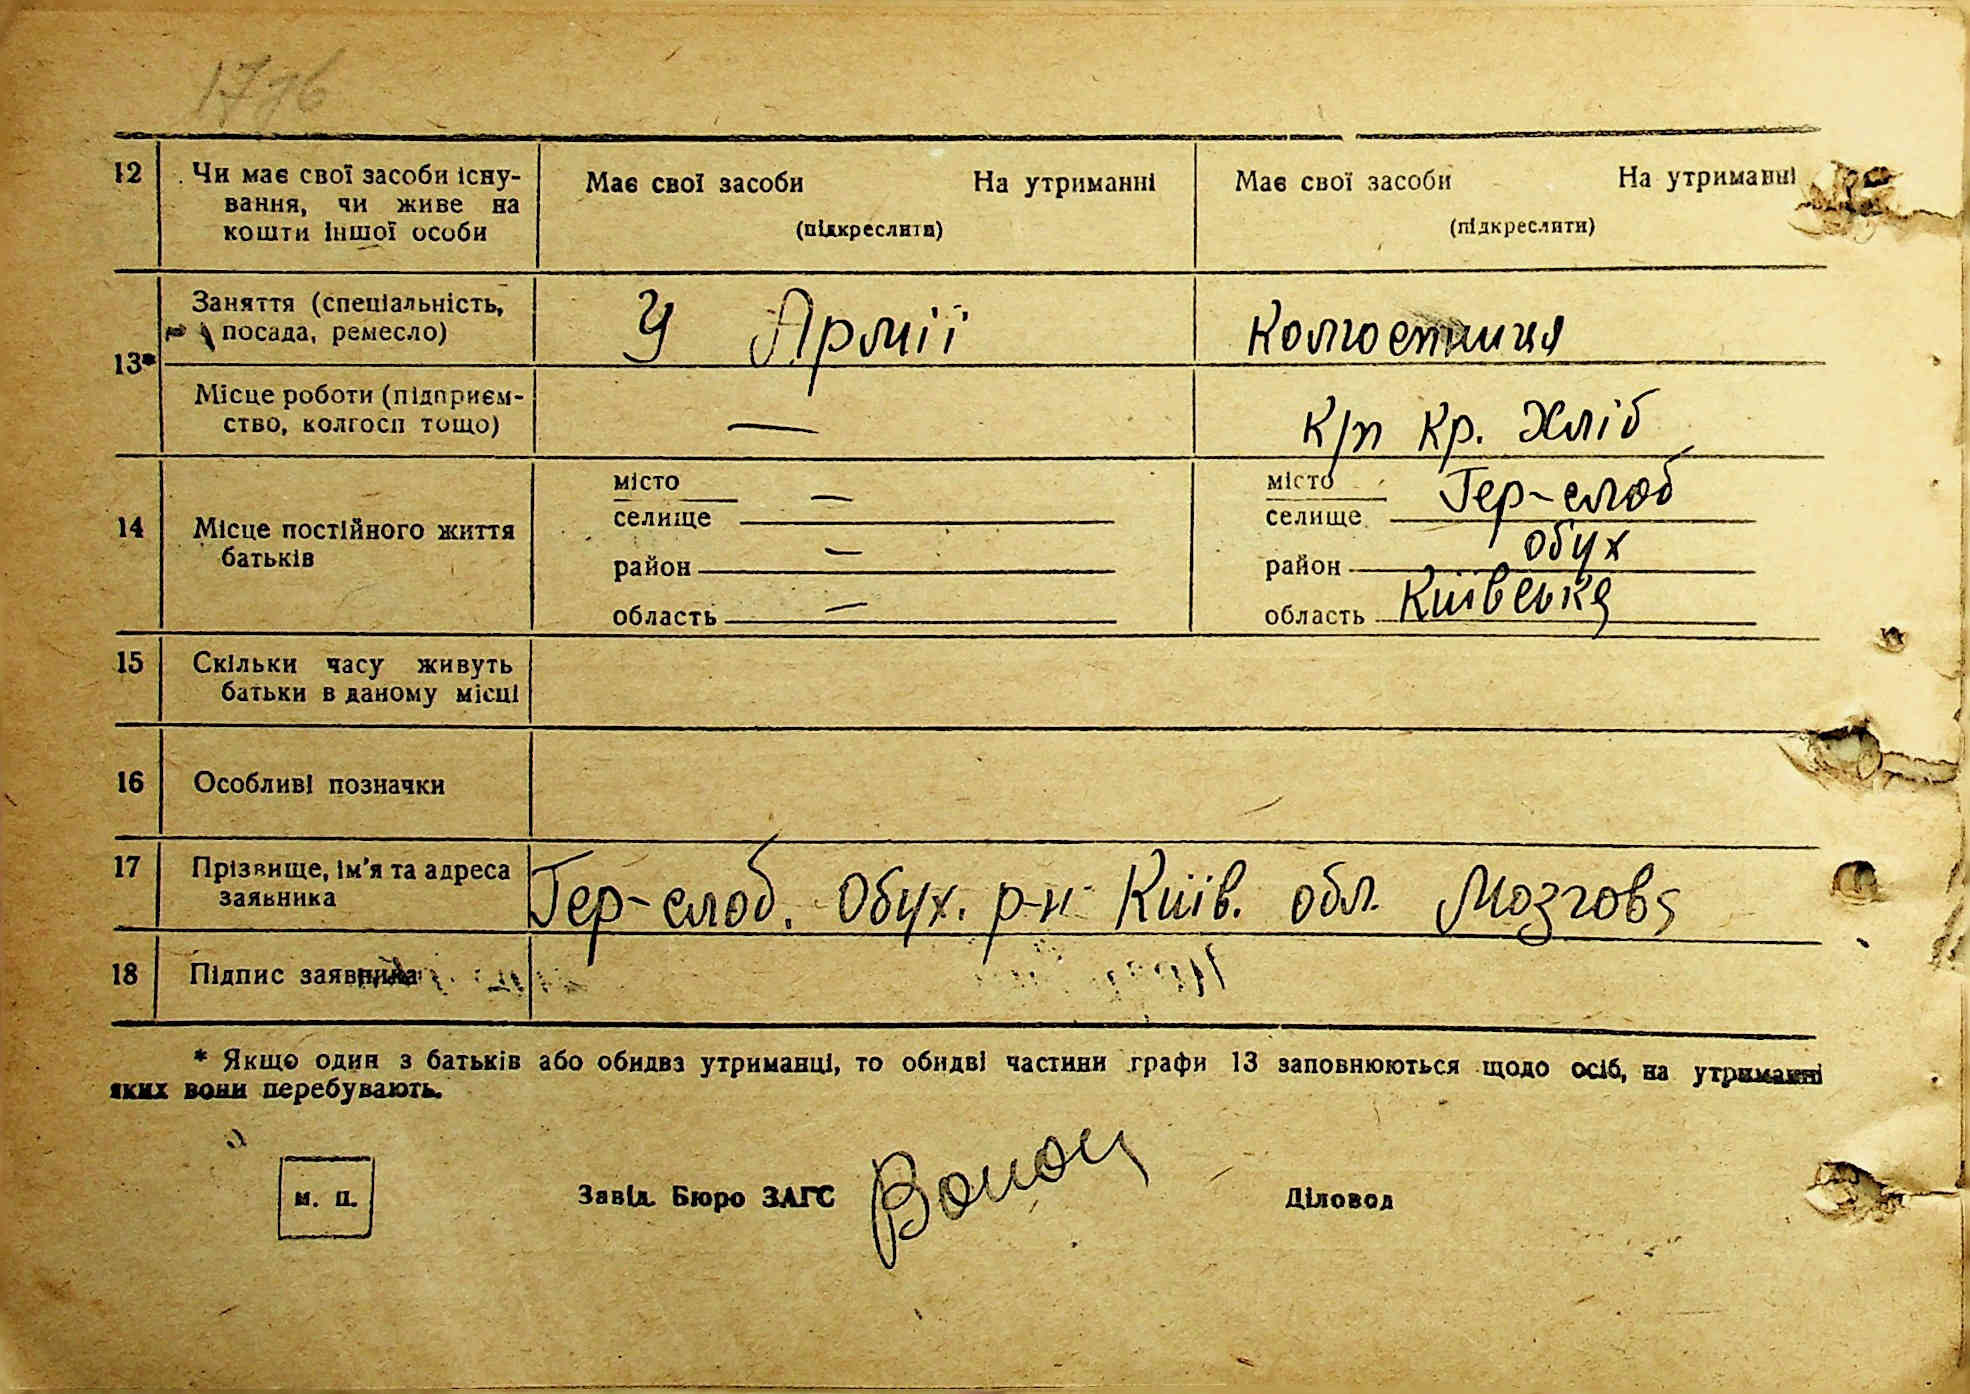 12 Чи має свої засоби існу- Має свої засоби На утриманні Має свої засоби На утриманні
вання, чи живе на (підкреслити) (підкреслити)
кошти іншої особи
13* Заняття (спеціальність, У Армії Колгоспниця
посада, ремесло)
Місце роботи (підприєм- — к/п Кр. Хліб
ство, колгосп тощо)
14 Місце постійного життя місто — місто Гер-слоб
батьків селище селище
район — район Обух
область — область Київська
15 Скільки часу живуть
батьки в даному місці
16 Особливі позначки
17 Прізвище, ім'я та адреса Гер-слоб. Обух. р-н Київ. обл. Мозгова
заявника
18 Підпис заявника
* Якщо один з батьків або обидва утриманці, то обидві частини графи 13 заповнюються щодо осіб, на утриманні
яких вони перебувають.
м. п. Завід. Бюро ЗАГС Діловод